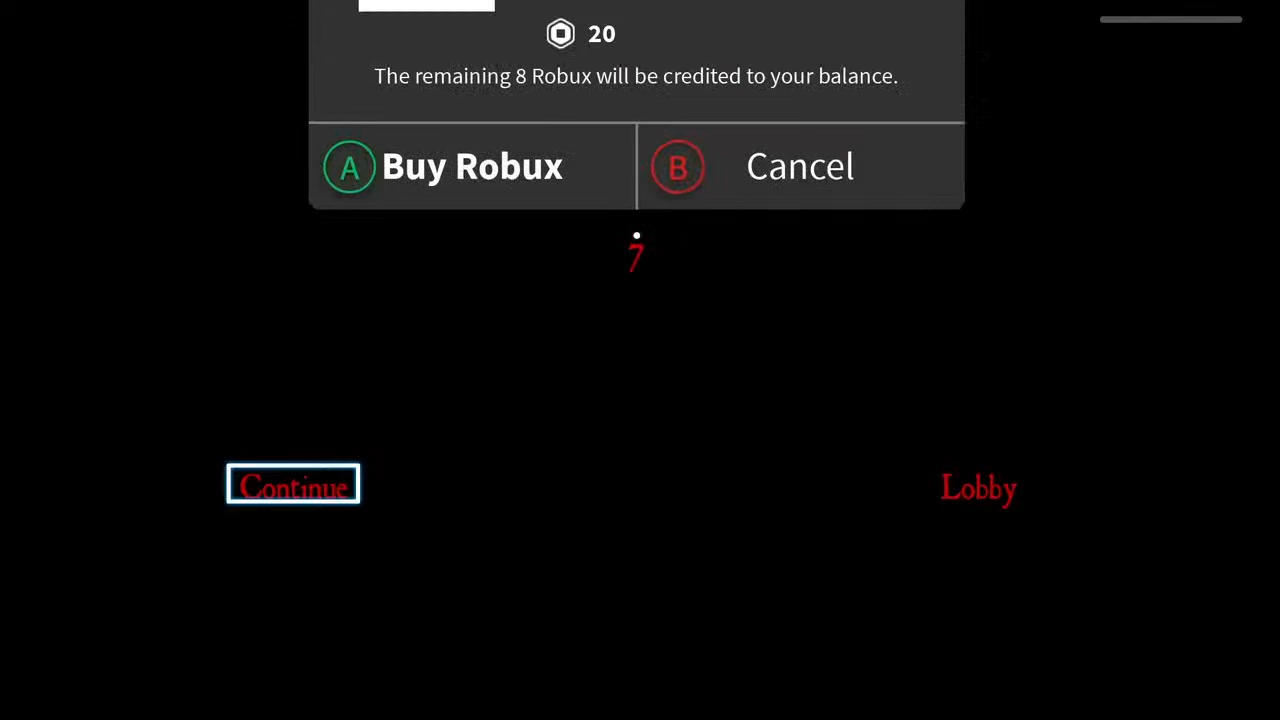 20
The remaining 8 Robux will be credited to your balance.
A Buy Robux
B Cancel
7
Continue
Lobby